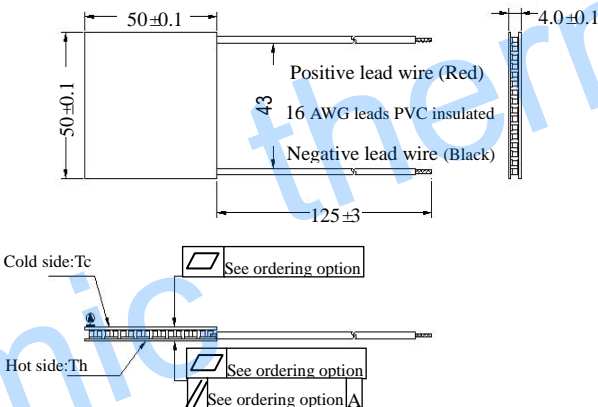 50±0.1
4.0±0.1
50±0.1
43
Positive lead wire (Red)
16 AWG leads PVC insulated
Negative lead wire (Black)
125±3
Cold side:Tc
See ordering option
Hot side:Th
See ordering option
See ordering option A
ther
nic